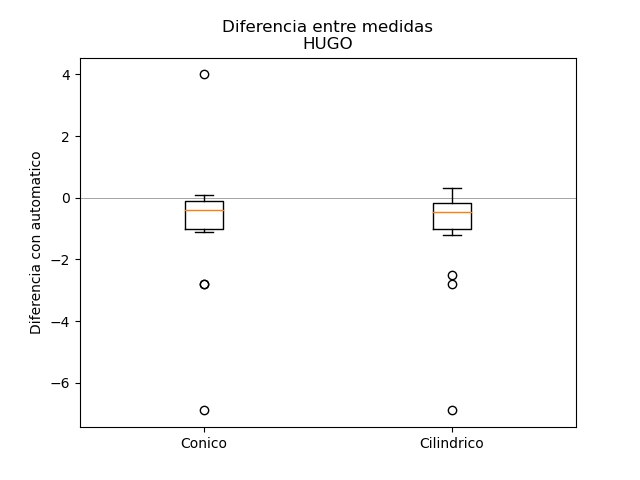 Diferencia entre medidas
HUGO
4
2
0
−2
−4
−6
Diferencia con automatico
Conico
Cilindrico